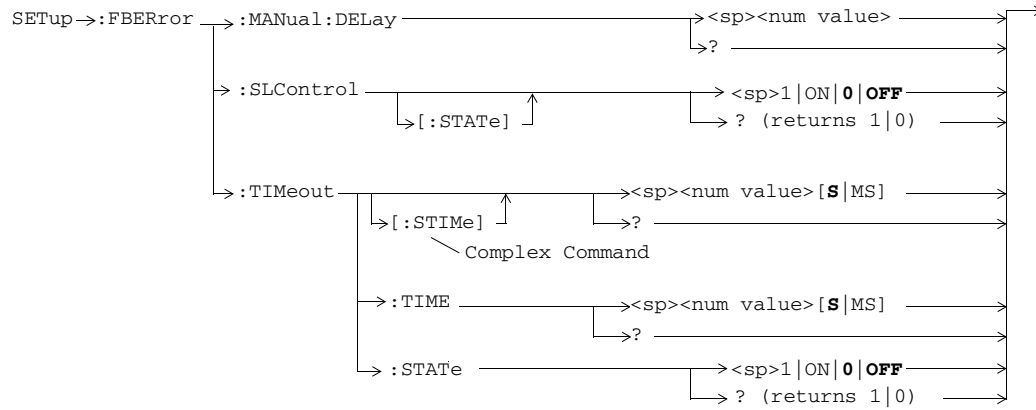 SETup :FBERror :MANual:DELay <sp><num value>
?
:SLControl <sp>1|ON|0|OFF
[:STATe] ? (returns 1|0)
:TIMeout <sp><num value>[S|MS]
[:STIMe] ?
Complex Command
:TIME <sp><num value>[S|MS]
?
:STATe <sp>1|ON|0|OFF
? (returns 1|0)